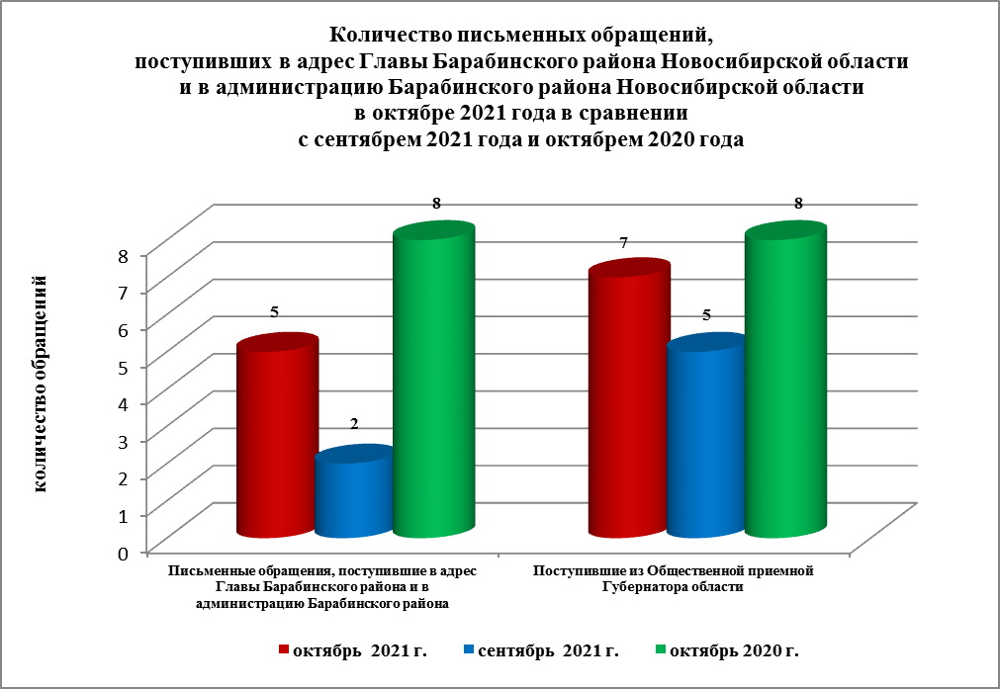 Количество письменных обращений,
поступивших в адрес Главы Барабинского района Новосибирской области
и в администрацию Барабинского района Новосибирской области
в октябре 2021 года в сравнении
с сентябрем 2021 года и октябрем 2020 года
количество обращений
8
7
6
5
4
3
2
1
0
5
2
8
7
5
8
Письменные обращения, поступившие в адрес
Главы Барабинского района и в
администрацию Барабинского района
Поступившие из Общественной приемной
Губернатора области
октябрь 2021 г.
сентябрь 2021 г.
октябрь 2020 г.